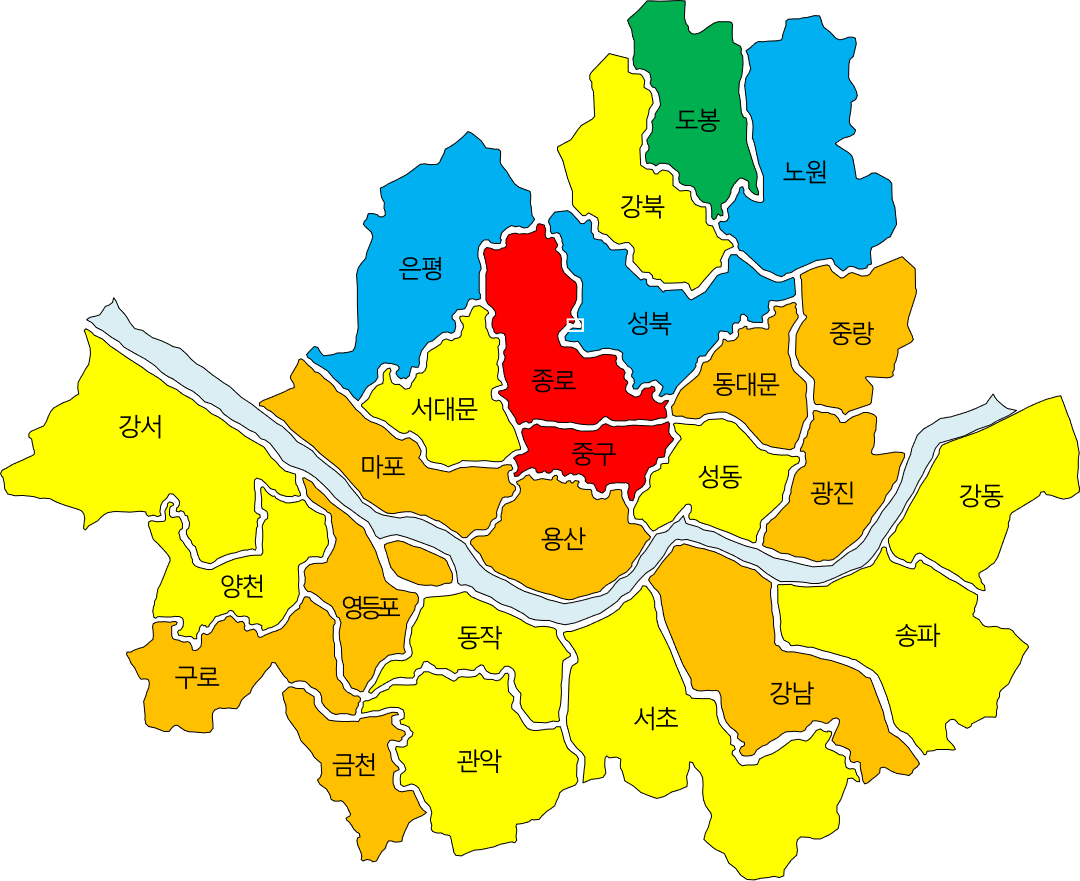 도봉
노원
강북
은평
성북
중랑
종로
동대문
서대문
강서
중구
마포
성동
광진
강동
용산
양천
영등포
동작
송파
구로
강남
서초
관악
금천